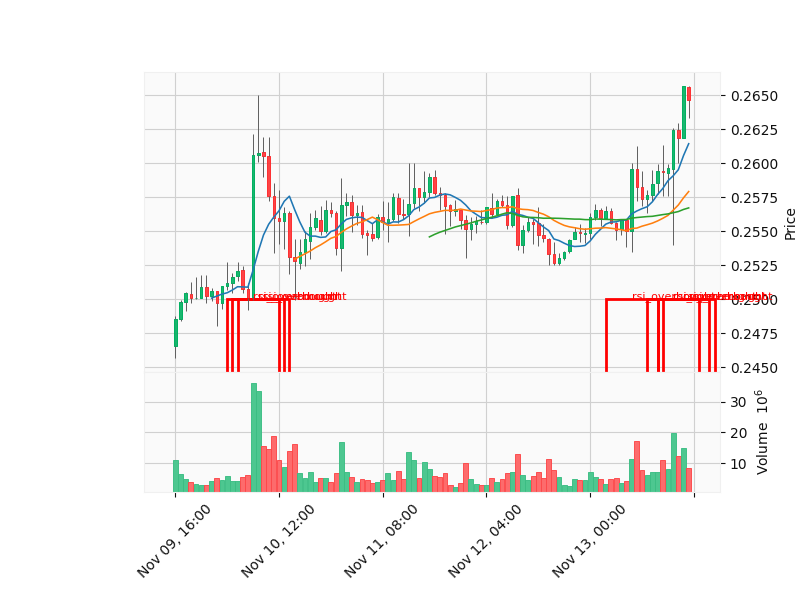 0.2650
0.2625
0.2600
0.2575
0.2550
0.2525
0.2500
0.2475
0.2450
Price
30
20
10
Volume 10^6
Nov 09, 16:00
Nov 10, 12:00
Nov 11, 08:00
Nov 12, 04:00
Nov 13, 00:00